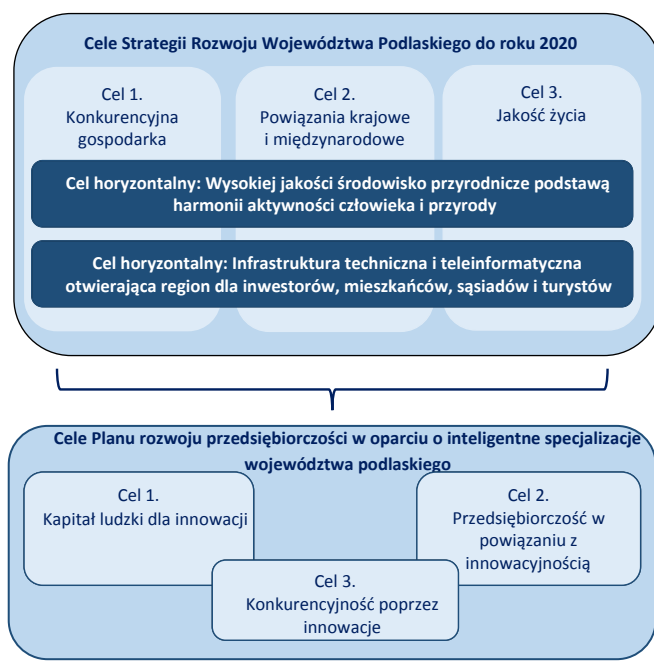 Cele Strategii Rozwoju Województwa Podlaskiego do roku 2020
Cel 1.
Konkurencyjna
gospodarka
Cel 2.
Powiązania krajowe
i międzynarodowe
Cel 3.
Jakość życia
Cel horyzontalny: Wysokiej jakości środowisko przyrodnicze podstawą
harmonii aktywności człowieka i przyrody
Cel horyzontalny: Infrastruktura techniczna i teleinformatyczna
otwierająca region dla inwestorów, mieszkańców, sąsiadów i turystów
Cele Planu rozwoju przedsiębiorczości w oparciu o inteligentne specjalizacje
województwa podlaskiego
Cel 1.
Kapitał ludzki dla innowacji
Cel 2.
Przedsiębiorczość w
powiązaniu z
innowacyjnością
Cel 3.
Konkurencyjność poprzez
innowacje